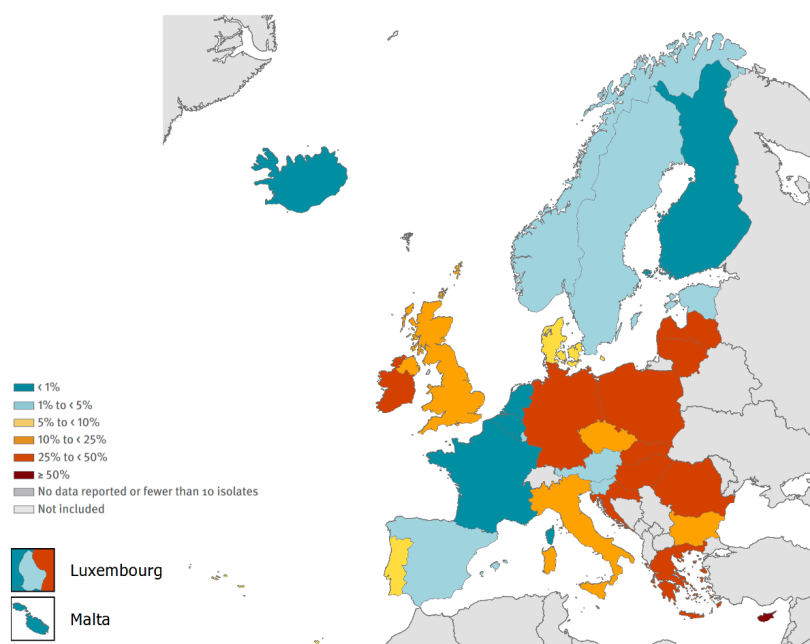 ‹ 1%
1% to ‹ 5%
5% to ‹ 10%
10% to ‹ 25%
25% to ‹ 50%
≥ 50%
No data reported or fewer than 10 isolates
Not included
Luxembourg
Malta